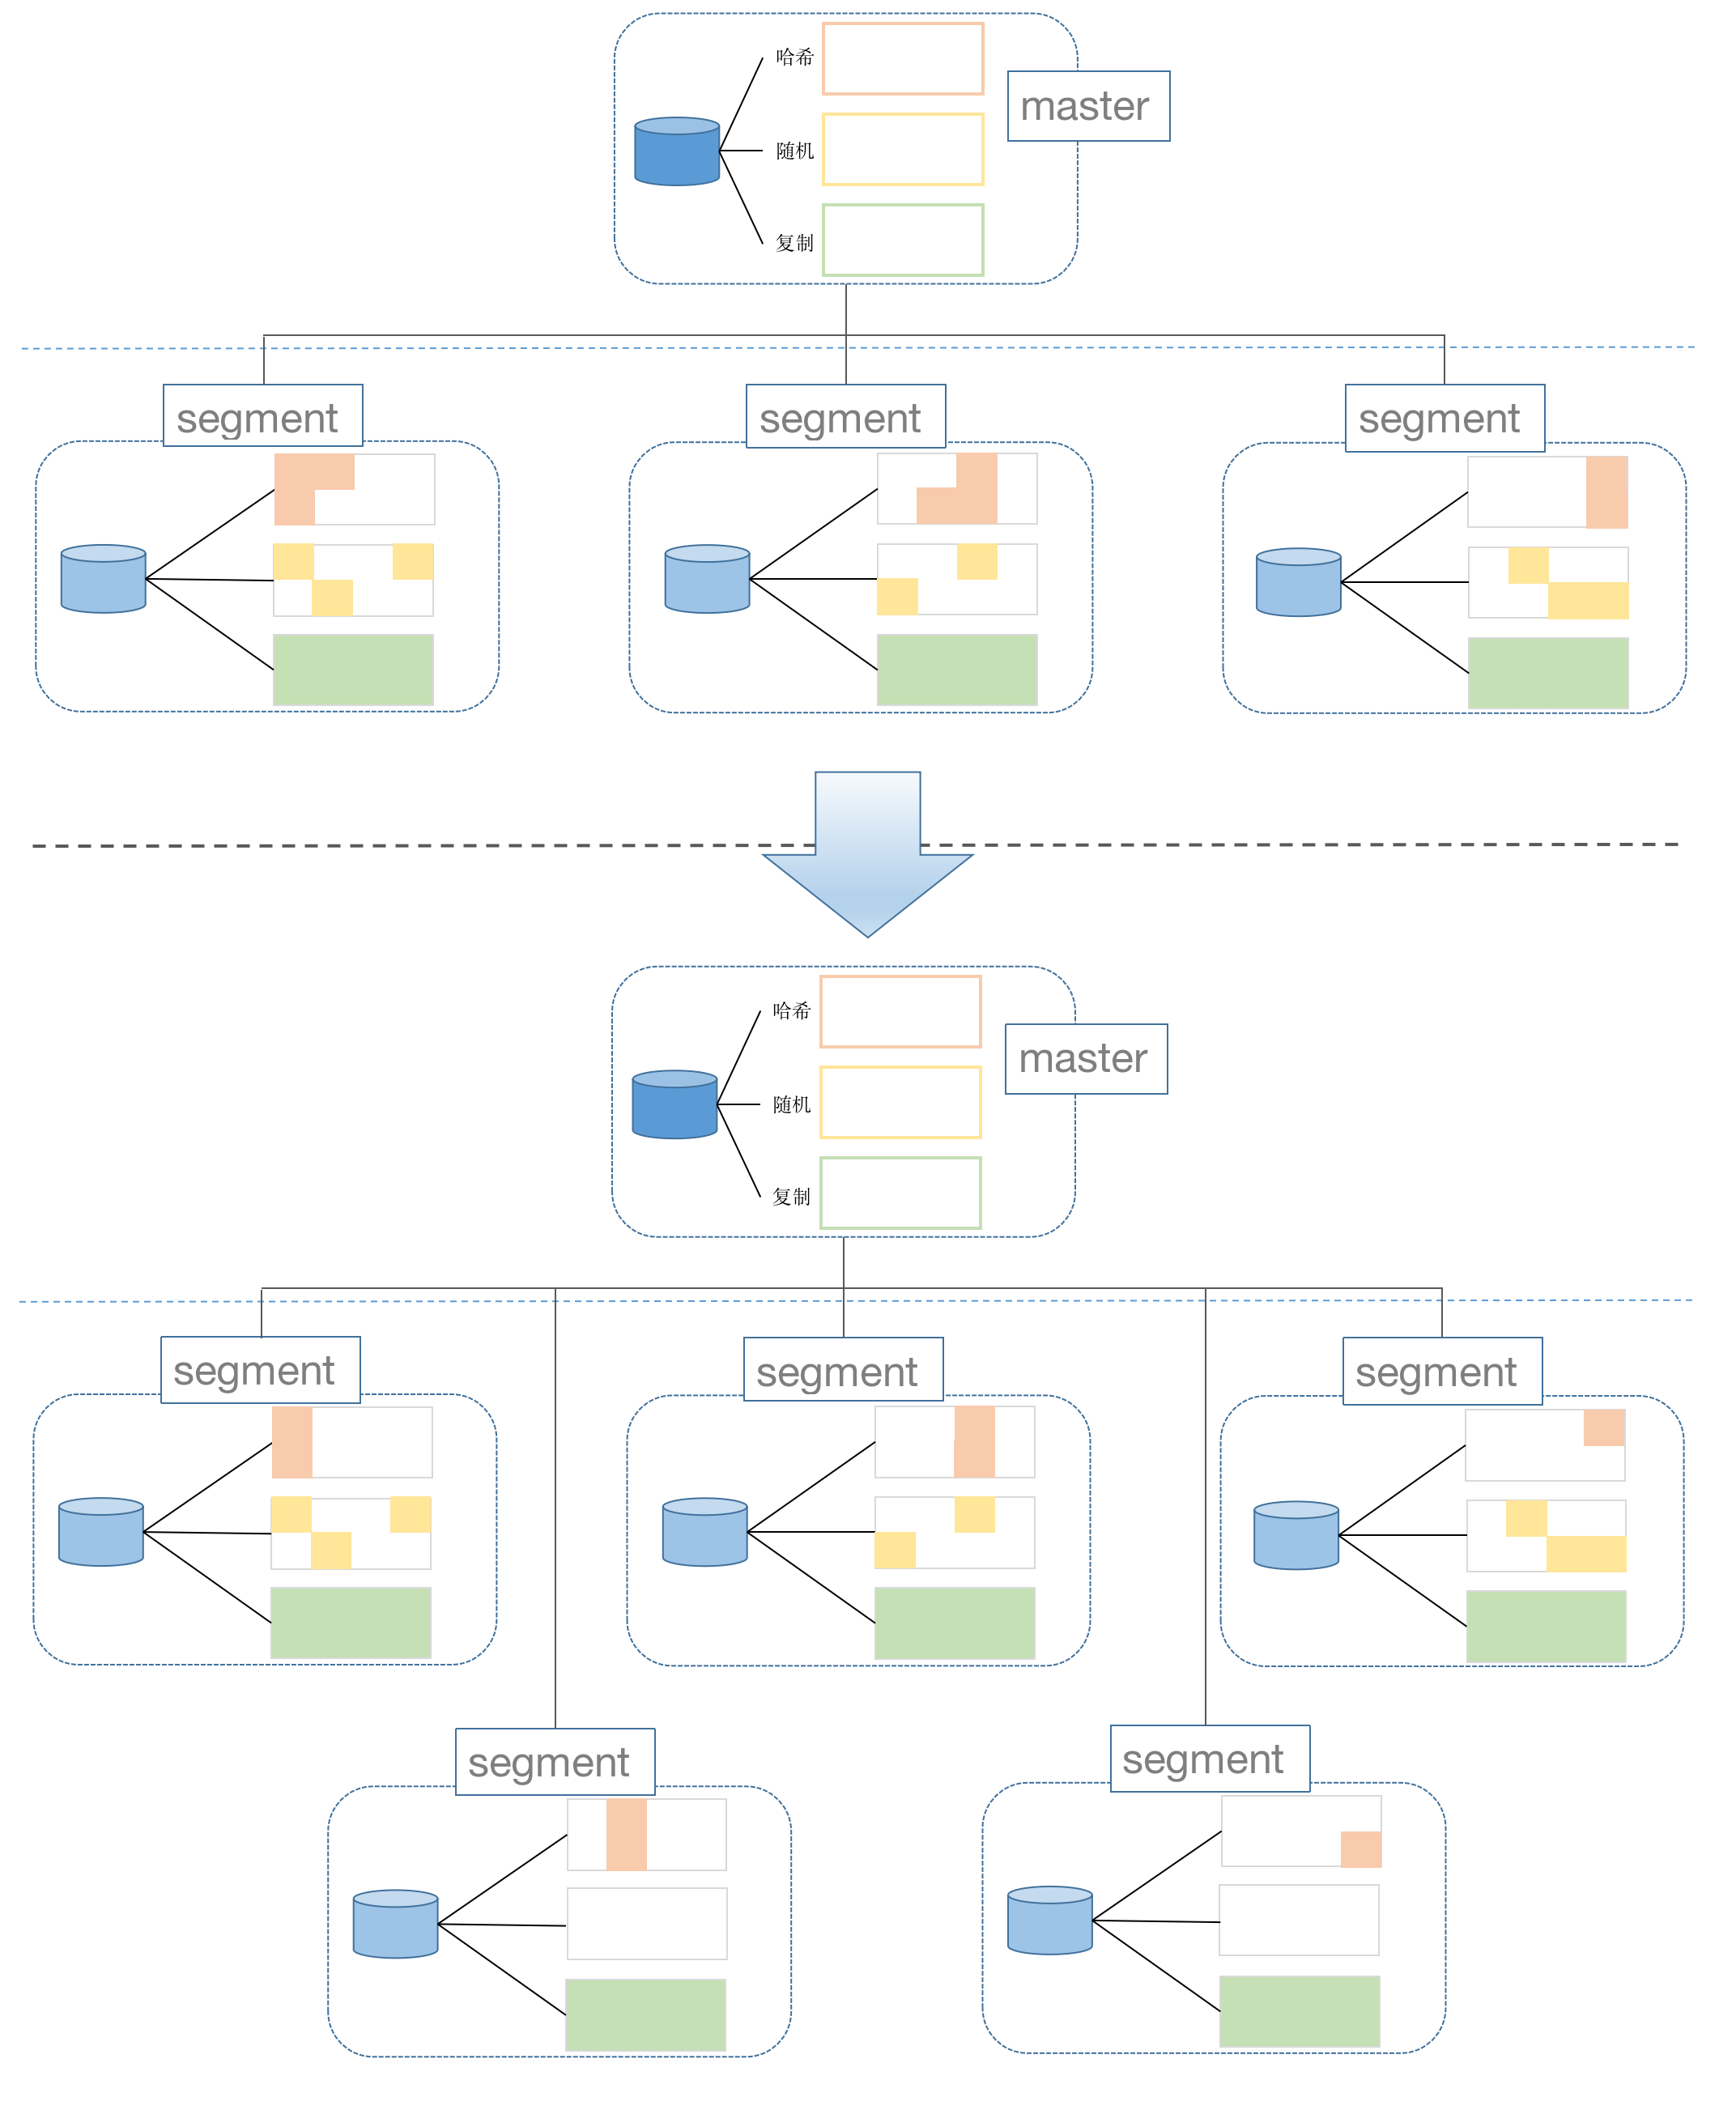 哈希
master
随机
复制
segment
segment
segment
哈希
master
随机
复制
segment
segment
segment
segment
segment